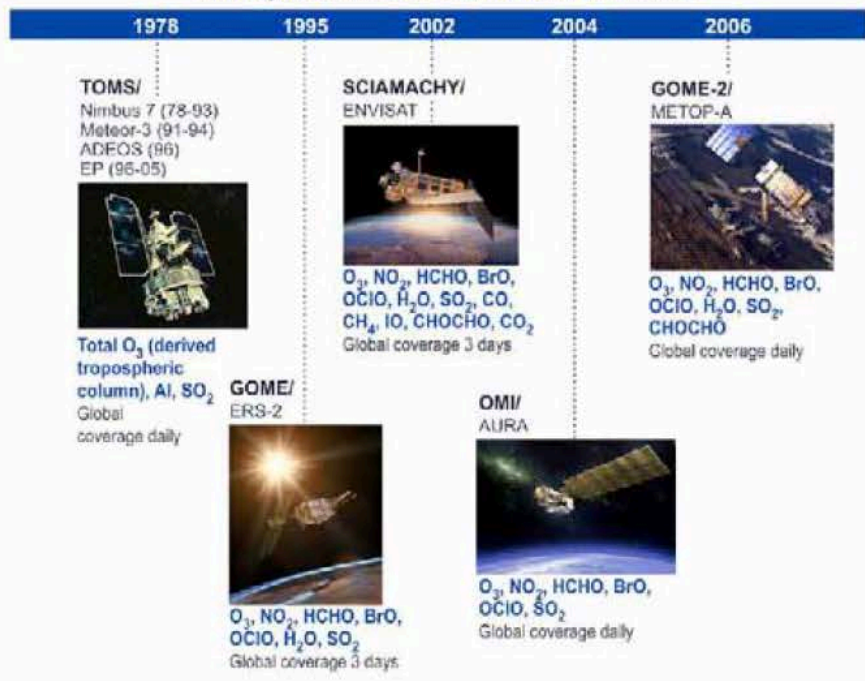 1978 1995 2002 2004 2006
TOMS/
Nimbus 7 (78-93)
Meteor-3 (91-94)
ADEOS (96)
EP (96-05)
Total O₃ (derived
tropospheric
column), AI, SO₂
Global
coverage daily
GOME/
ERS-2
O₃, NO₂, HCHO, BrO,
OClO, H₂O, SO₂
Global coverage 3 days
SCIAMACHY/
ENVISAT
O₃, NO₂, HCHO, BrO,
OClO, H₂O, SO₂, CO,
CH₄, IO, CHOCHO, CO₂
Global coverage 3 days
OMI/
AURA
O₃, NO₂, HCHO, BrO,
OClO, SO₂
Global coverage daily
GOME-2/
METOP-A
O₃, NO₂, HCHO, BrO,
OClO, H₂O, SO₂,
CHOCHO
Global coverage daily